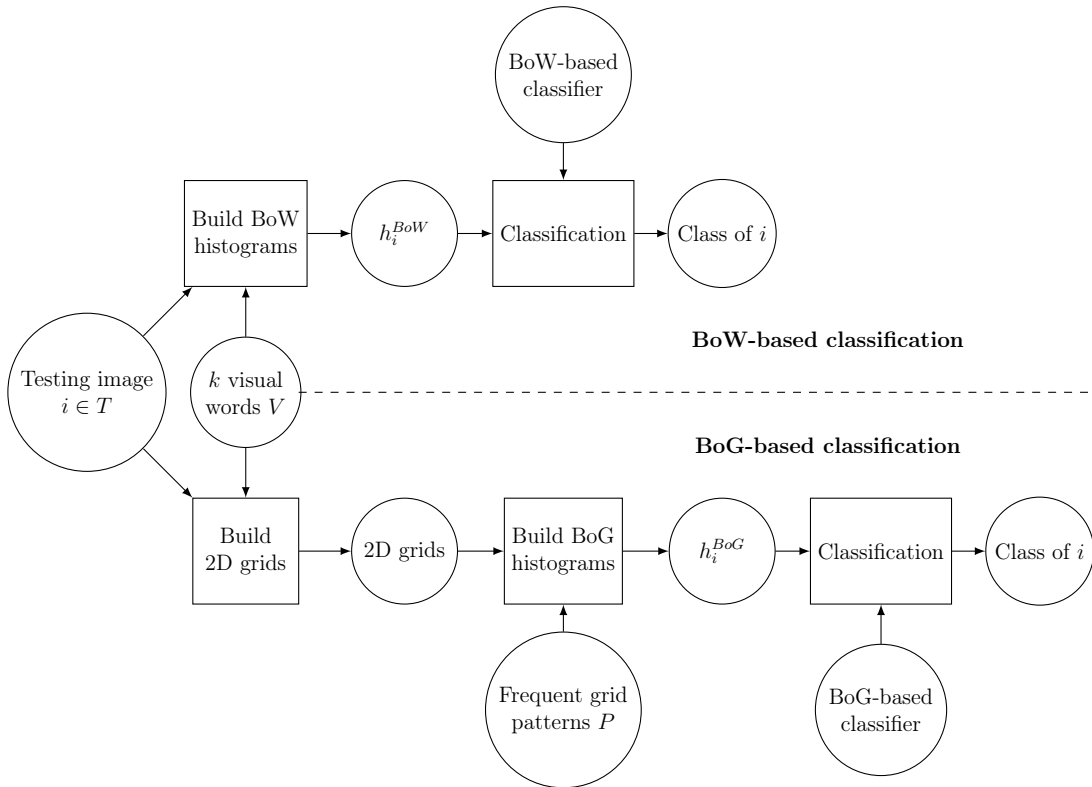 BoW-based
classifier
Build BoW
histograms
h_i^{BoW}
Classification
Class of i
BoW-based classification
Testing image
i ∈ T
k visual
words V
BoG-based classification
Build
2D grids
2D grids
Build BoG
histograms
h_i^{BoG}
Classification
Class of i
Frequent grid
patterns P
BoG-based
classifier